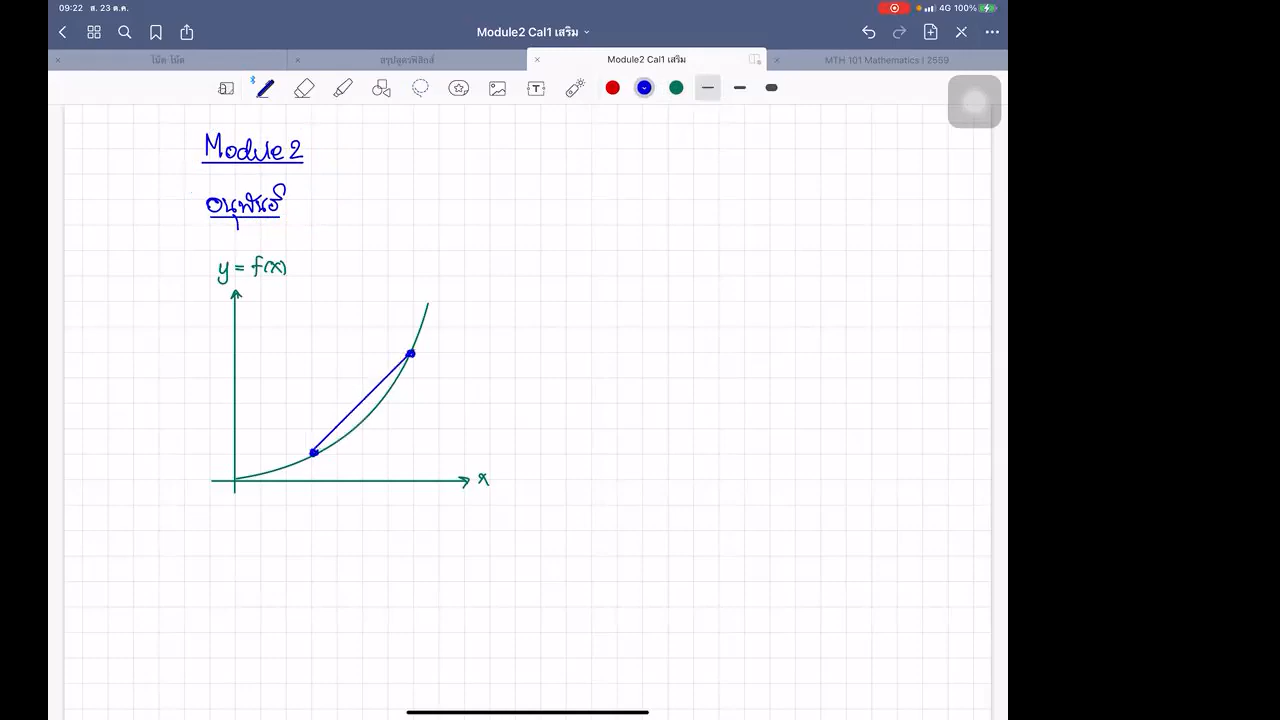 09:22 ส. 23 ต.ค.
4G 100%
Module2 Cal1 เสริม
โน้ต โน้ต
สรุปสูตรฟิสิกส์
Module2 Cal1 เสริม
MTH 101 Mathematics I 2559
Module 2
อนุพันธ์
y = f(x)
x